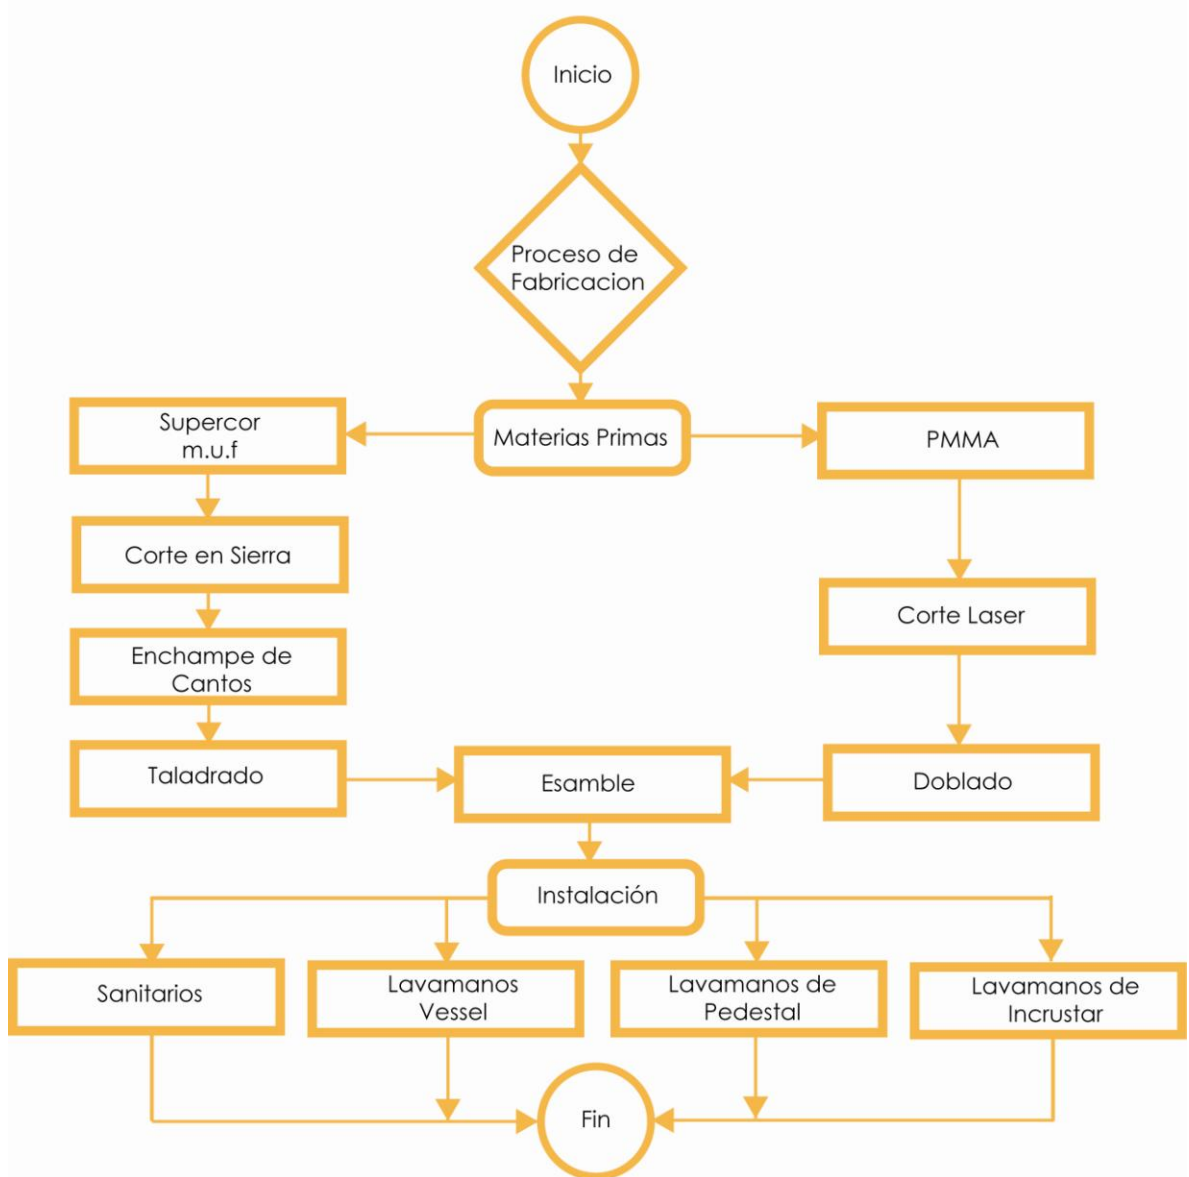 Inicio
Proceso de
Fabricacion
Supercor
m.u.f
Materias Primas
PMMA
Corte en Sierra
Corte Laser
Enchampe de
Cantos
Taladrado
Esamble
Doblado
Instalación
Sanitarios
Lavamanos
Vessel
Lavamanos de
Pedestal
Lavamanos de
Incrustar
Fin